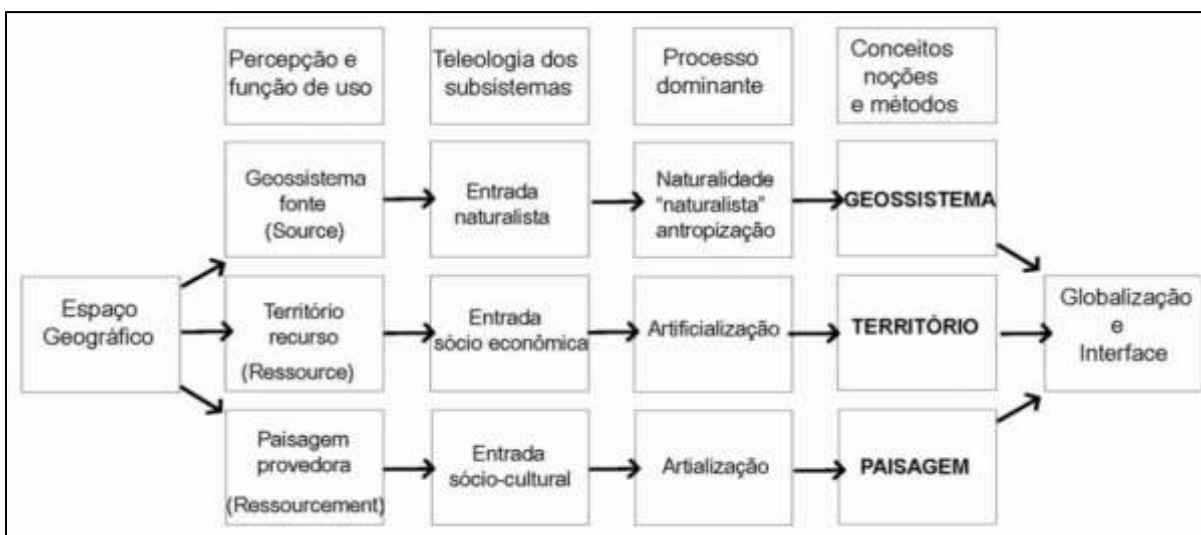 Percepção e
função de uso
Teleologia dos
subsistemas
Processo
dominante
Conceitos
noções
e métodos
Geossistema
fonte
(Source)
Entrada
naturalista
Naturalidade
"naturalista"
antropização
GEOSSISTEMA
Espaço
Geográfico
Território
recurso
(Ressource)
Entrada
sócio econômica
Artificialização
TERRITÓRIO
Globalização
e
Interface
Paisagem
provedora
(Ressourcement)
Entrada
sócio-cultural
Artialização
PAISAGEM